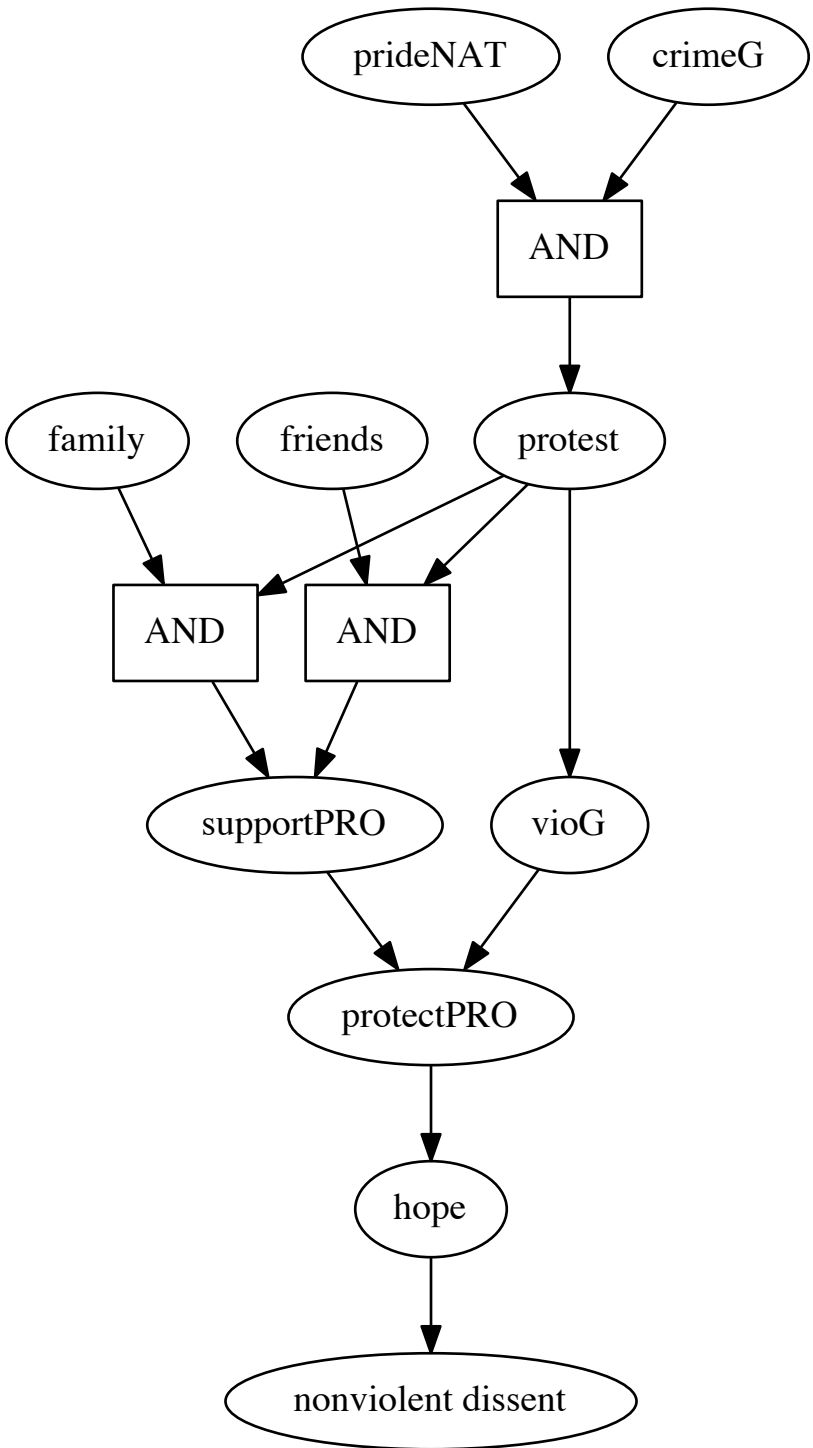 prideNAT
crimeG
AND
family
friends
protest
AND
AND
supportPRO
vioG
protectPRO
hope
nonviolent dissent